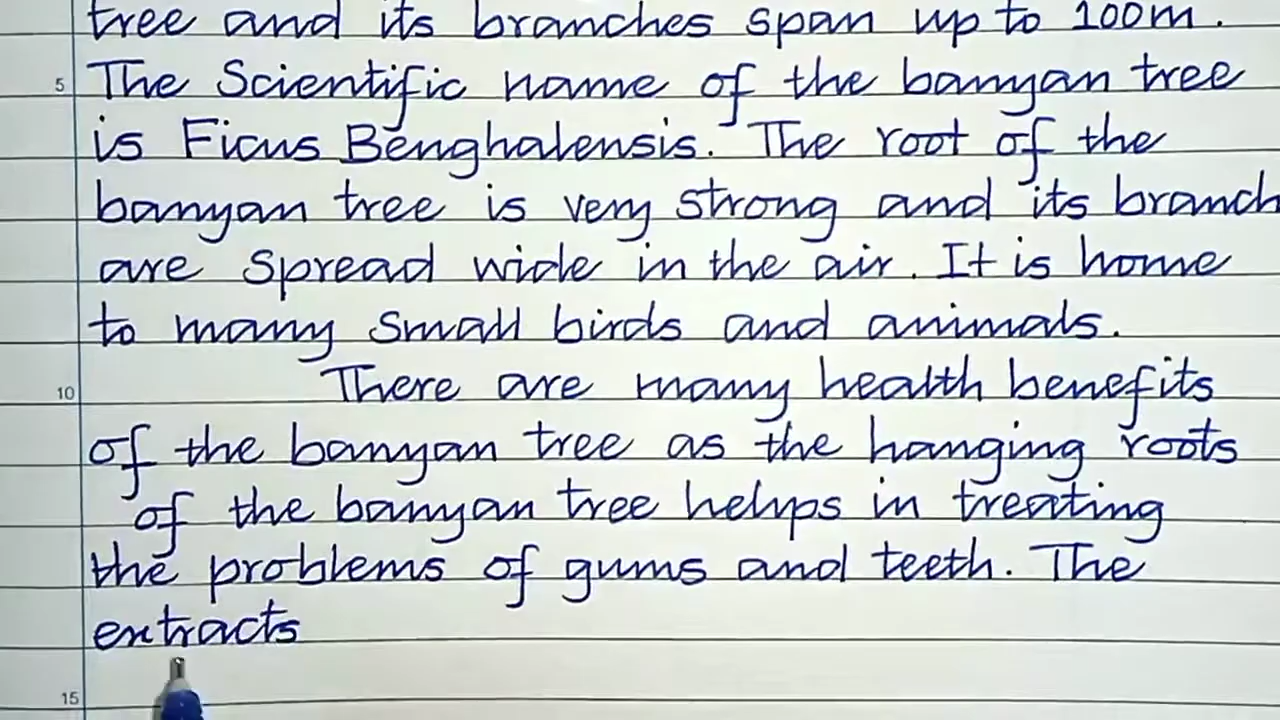 tree and its branches span up to 100m.
5 The Scientific name of the banyan tree
is Ficus Benghalensis. The root of the
banyan tree is very strong and its branch
are spread wide in the air. It is home
to many small birds and animals.
10 There are many health benefits
of the banyan tree as the hanging roots
of the banyan tree helps in treating
the problems of gums and teeth. The
extracts
15